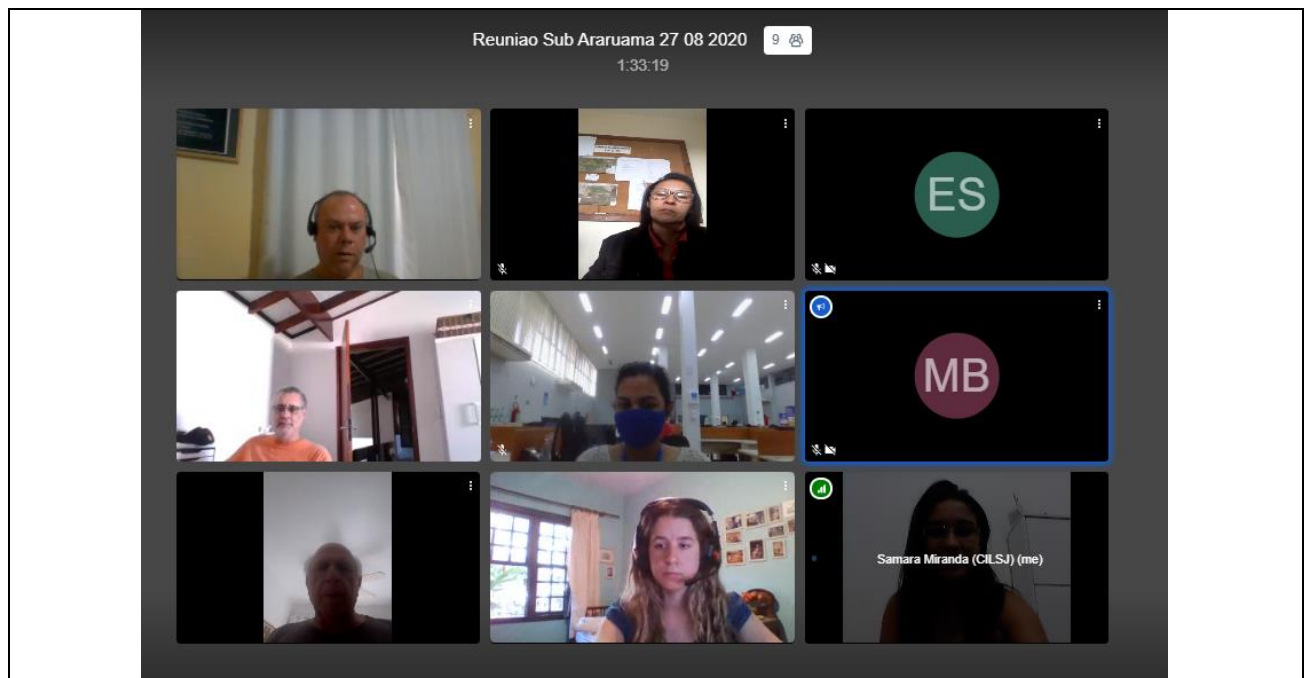 Reuniao Sub Araruama 27 08 2020 9
1:33:19
ES
MB
Samara Miranda (CILSJ) (me)